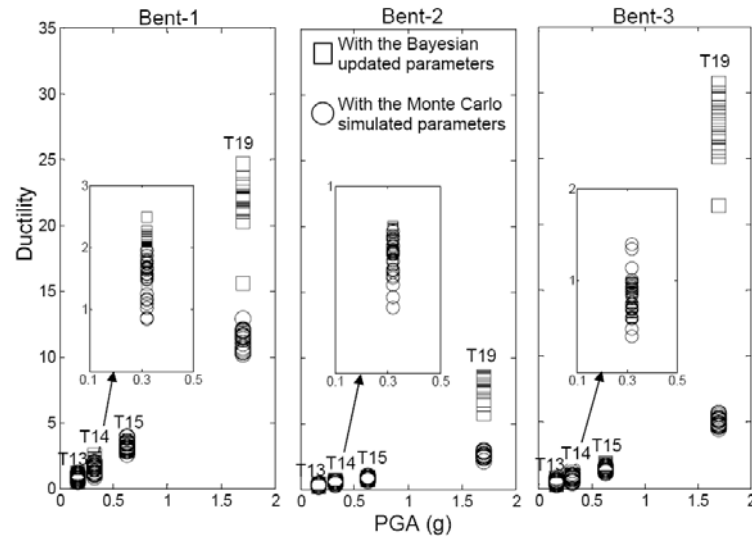 Bent-1
Bent-2
Bent-3
35
30
25
20
15
10
5
0
Ductility
T19
T13
T14
T15
3
2
1
0.1
0.3
0.5
0
0.5
1
1.5
2
With the Bayesian
updated parameters
With the Monte Carlo
simulated parameters
T19
T13
T14
T15
1
0.1
0.3
0.5
0
0.5
1
1.5
2
T19
T13
T14
T15
2
1
0.1
0.3
0.5
0
0.5
1
1.5
2
PGA (g)